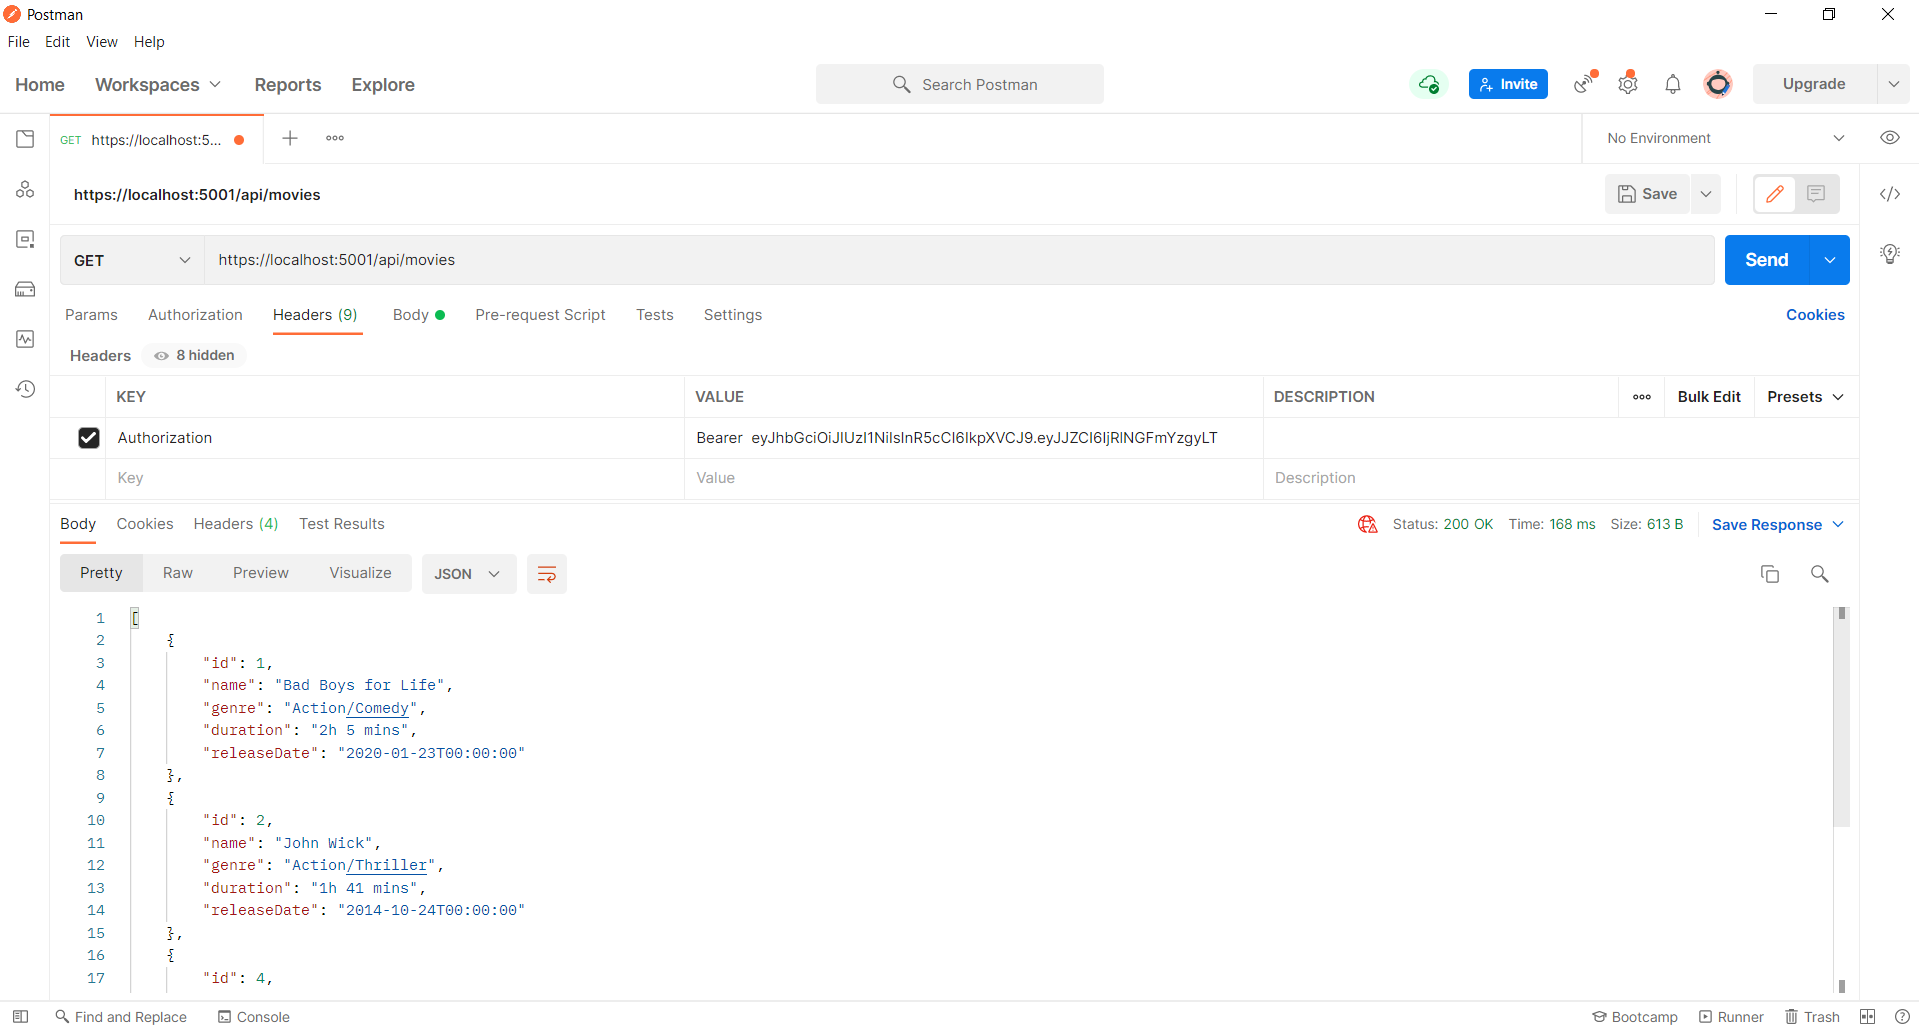 Postman
File Edit View Help
Home Workspaces Reports Explore Search Postman Invite Upgrade
GET https://localhost:5... No Environment
https://localhost:5001/api/movies Save
GET https://localhost:5001/api/movies Send
Params Authorization Headers (9) Body Pre-request Script Tests Settings Cookies
Headers 8 hidden
KEY VALUE DESCRIPTION Bulk Edit Presets
Authorization Bearer eyJhbGciOiJIUzI1NiIsInR5cCI6IkpXVCJ9.eyJJZCI6IjRlNGFmYzgyLT
Key Value Description
Body Cookies Headers (4) Test Results Status: 200 OK Time: 168 ms Size: 613 B Save Response
Pretty Raw Preview Visualize JSON
1 [
2 {
3 "id": 1,
4 "name": "Bad Boys for Life",
5 "genre": "Action/Comedy",
6 "duration": "2h 5 mins",
7 "releaseDate": "2020-01-23T00:00:00"
8 },
9 {
10 "id": 2,
11 "name": "John Wick",
12 "genre": "Action/Thriller",
13 "duration": "1h 41 mins",
14 "releaseDate": "2014-10-24T00:00:00"
15 },
16 {
17 "id": 4,
Find and Replace Console Bootcamp Runner Trash